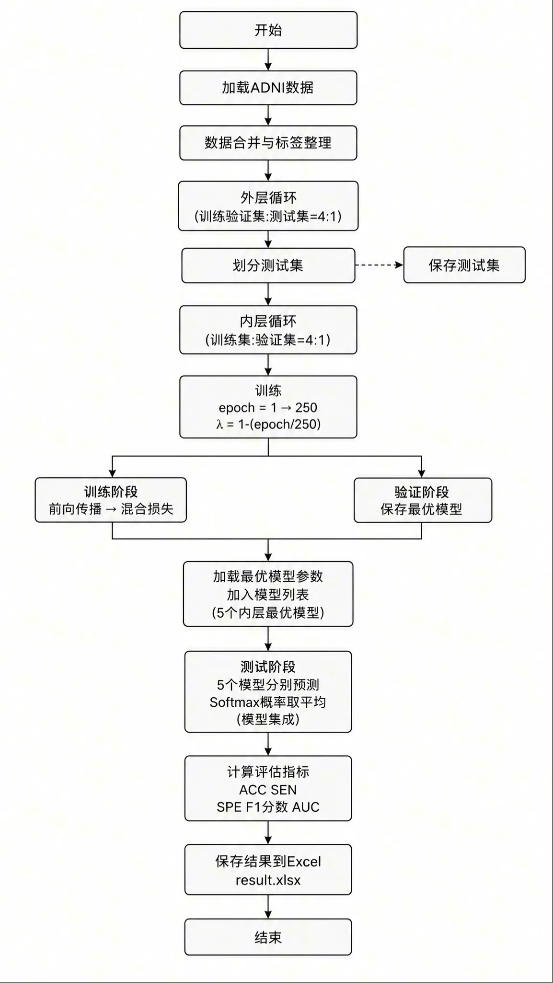 开始
加载ADNI数据
数据合并与标签整理
外层循环
(训练验证集:测试集=4:1)
划分测试集
保存测试集
内层循环
(训练集:验证集=4:1)
训练
epoch = 1 → 250
λ = 1-(epoch/250)
训练阶段
前向传播 → 混合损失
验证阶段
保存最优模型
加载最优模型参数
加入模型列表
(5个内层最优模型)
测试阶段
5个模型分别预测
Softmax概率取平均
(模型集成)
计算评估指标
ACC SEN
SPE F1分数 AUC
保存结果到Excel
result.xlsx
结束